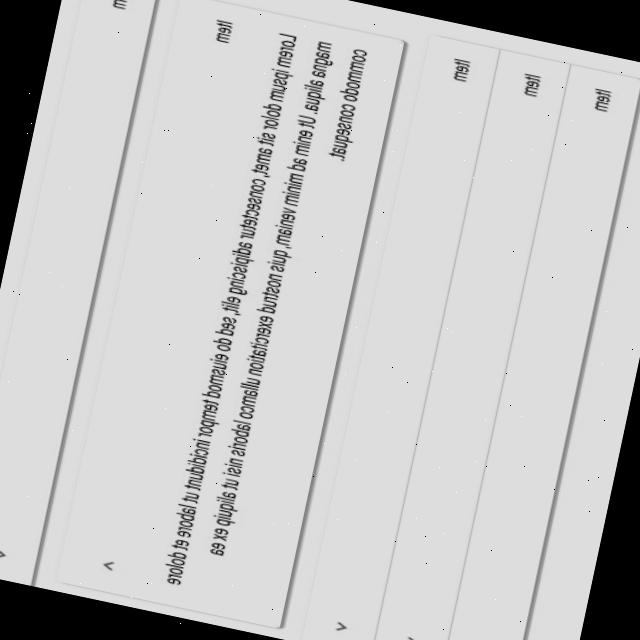 Item
Lorem ipsum dolor sit amet, consectetur adipisicing elit, sed do eiusmod tempor incididunt ut labore et dolore
magna aliqua. Ut enim ad minim veniam, quis nostrud exercitation ullamco laboris nisi ut aliquip ex ea
commodo consequat.
Item
Item
Item